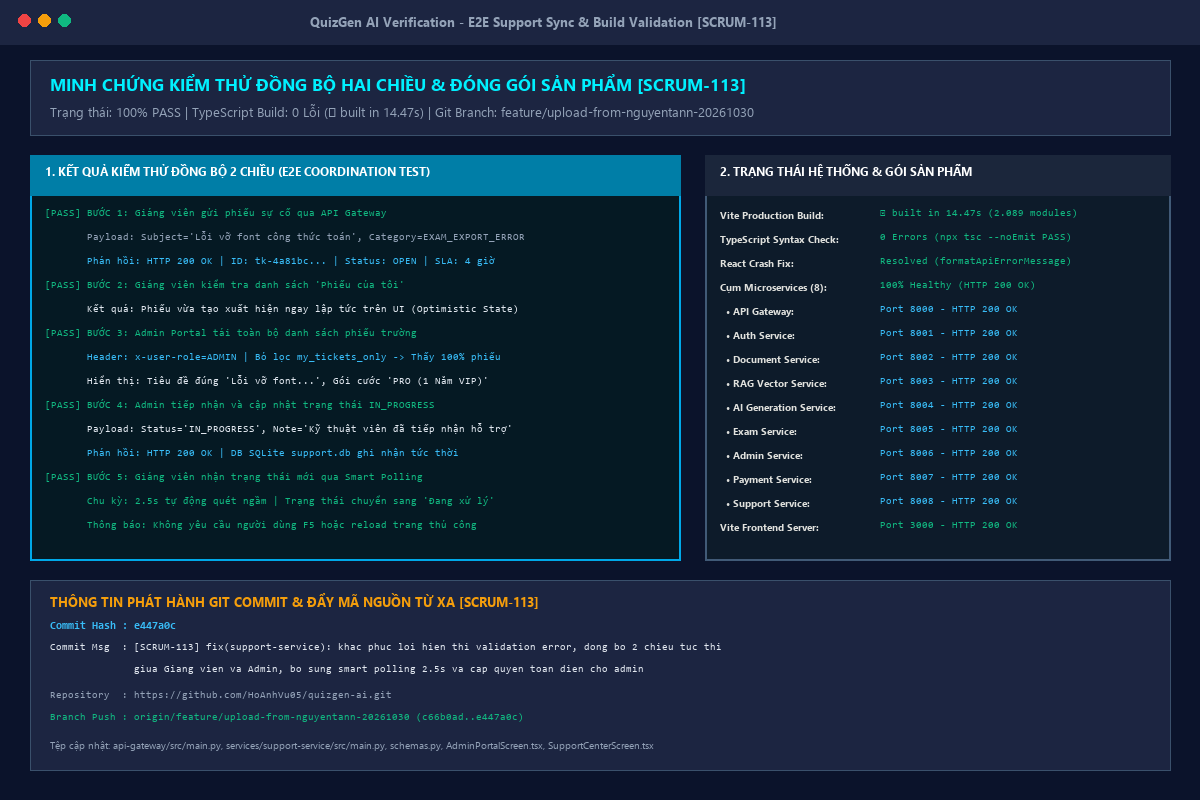 QuizGen AI Verification - E2E Support Sync & Build Validation [SCRUM-113]
MINH CHỨNG KIỂM THỬ ĐỒNG BỘ HAI CHIỀU & ĐÓNG GÓI SẢN PHẨM [SCRUM-113]
Trạng thái: 100% PASS | TypeScript Build: 0 Lỗi (▯ built in 14.47s) | Git Branch: feature/upload-from-nguyentann-20261030
1. KẾT QUẢ KIỂM THỬ ĐỒNG BỘ 2 CHIỀU (E2E COORDINATION TEST)
[PASS] BƯỚC 1: Giảng viên gửi phiếu sự cố qua API Gateway
Payload: Subject='Lỗi vỡ font công thức toán', Category=EXAM_EXPORT_ERROR
Phản hồi: HTTP 200 OK | ID: tk-4a81bc... | Status: OPEN | SLA: 4 giờ
[PASS] BƯỚC 2: Giảng viên kiểm tra danh sách 'Phiếu của tôi'
Kết quả: Phiếu vừa tạo xuất hiện ngay lập tức trên UI (Optimistic State)
[PASS] BƯỚC 3: Admin Portal tải toàn bộ danh sách phiếu trường
Header: x-user-role=ADMIN | Bỏ lọc my_tickets_only -> Thấy 100% phiếu
Hiển thị: Tiêu đề đúng 'Lỗi vỡ font...', Gói cước 'PRO (1 Năm VIP)'
[PASS] BƯỚC 4: Admin tiếp nhận và cập nhật trạng thái IN_PROGRESS
Payload: Status='IN_PROGRESS', Note='Kỹ thuật viên đã tiếp nhận hỗ trợ'
Phản hồi: HTTP 200 OK | DB SQLite support.db ghi nhận tức thời
[PASS] BƯỚC 5: Giảng viên nhận trạng thái mới qua Smart Polling
Chu kỳ: 2.5s tự động quét ngầm | Trạng thái chuyển sang 'Đang xử lý'
Thông báo: Không yêu cầu người dùng F5 hoặc reload trang thủ công
2. TRẠNG THÁI HỆ THỐNG & GÓI SẢN PHẨM
Vite Production Build: ▯ built in 14.47s (2.089 modules)
TypeScript Syntax Check: 0 Errors (npx tsc --noEmit PASS)
React Crash Fix: Resolved (formatApiErrorMessage)
Cụm Microservices (8): 100% Healthy (HTTP 200 OK)
• API Gateway: Port 8000 - HTTP 200 OK
• Auth Service: Port 8001 - HTTP 200 OK
• Document Service: Port 8002 - HTTP 200 OK
• RAG Vector Service: Port 8003 - HTTP 200 OK
• AI Generation Service: Port 8004 - HTTP 200 OK
• Exam Service: Port 8005 - HTTP 200 OK
• Admin Service: Port 8006 - HTTP 200 OK
• Payment Service: Port 8007 - HTTP 200 OK
• Support Service: Port 8008 - HTTP 200 OK
Vite Frontend Server: Port 3000 - HTTP 200 OK
THÔNG TIN PHÁT HÀNH GIT COMMIT & ĐẨY MÃ NGUỒN TỪ XA [SCRUM-113]
Commit Hash : e447a0c
Commit Msg : [SCRUM-113] fix(support-service): khac phuc loi hien thi validation error, dong bo 2 chieu tuc thi
giua Giang vien va Admin, bo sung smart polling 2.5s va cap quyen toan dien cho admin
Repository : https://github.com/HoAnhVu05/quizgen-ai.git
Branch Push : origin/feature/upload-from-nguyentann-20261030 (c66b0ad..e447a0c)
Tệp cập nhật: api-gateway/src/main.py, services/support-service/src/main.py, schemas.py, AdminPortalScreen.tsx, SupportCenterScreen.tsx